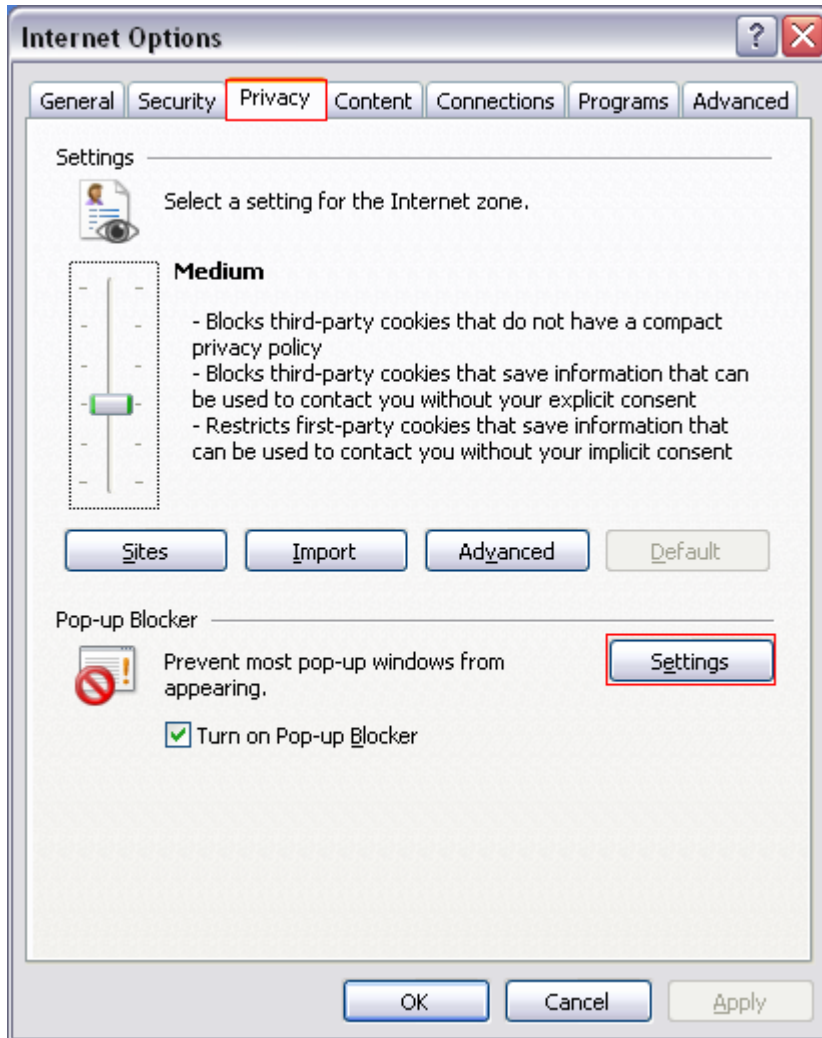 Internet Options
General Security Privacy Content Connections Programs Advanced
Settings
Select a setting for the Internet zone.
Medium
- Blocks third-party cookies that do not have a compact
privacy policy
- Blocks third-party cookies that save information that can
be used to contact you without your explicit consent
- Restricts first-party cookies that save information that
can be used to contact you without your implicit consent
Sites Import Advanced Default
Pop-up Blocker
Prevent most pop-up windows from
appearing.
Settings
Turn on Pop-up Blocker
OK Cancel Apply